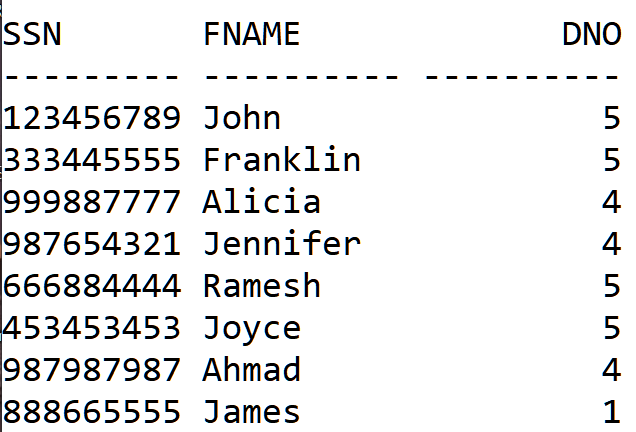 SSN       FNAME             DNO
--------- ---------- ----------
123456789 John                5
333445555 Franklin            5
999887777 Alicia              4
987654321 Jennifer            4
666884444 Ramesh              5
453453453 Joyce               5
987987987 Ahmad               4
888665555 James               1